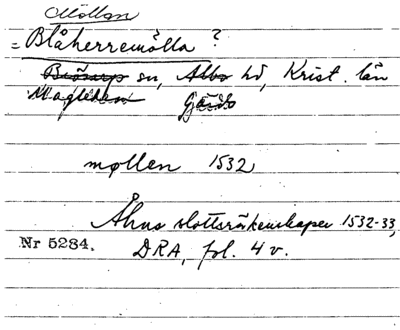 Möllan
= Blåherremölla ?
Brösarp sn, Albo hd, Krist. län
Maglehem Gärds
møllen 1532
Åhus slottsräkenskaper 1532-33,
Nr 5284. DRA, fol. 4 v.